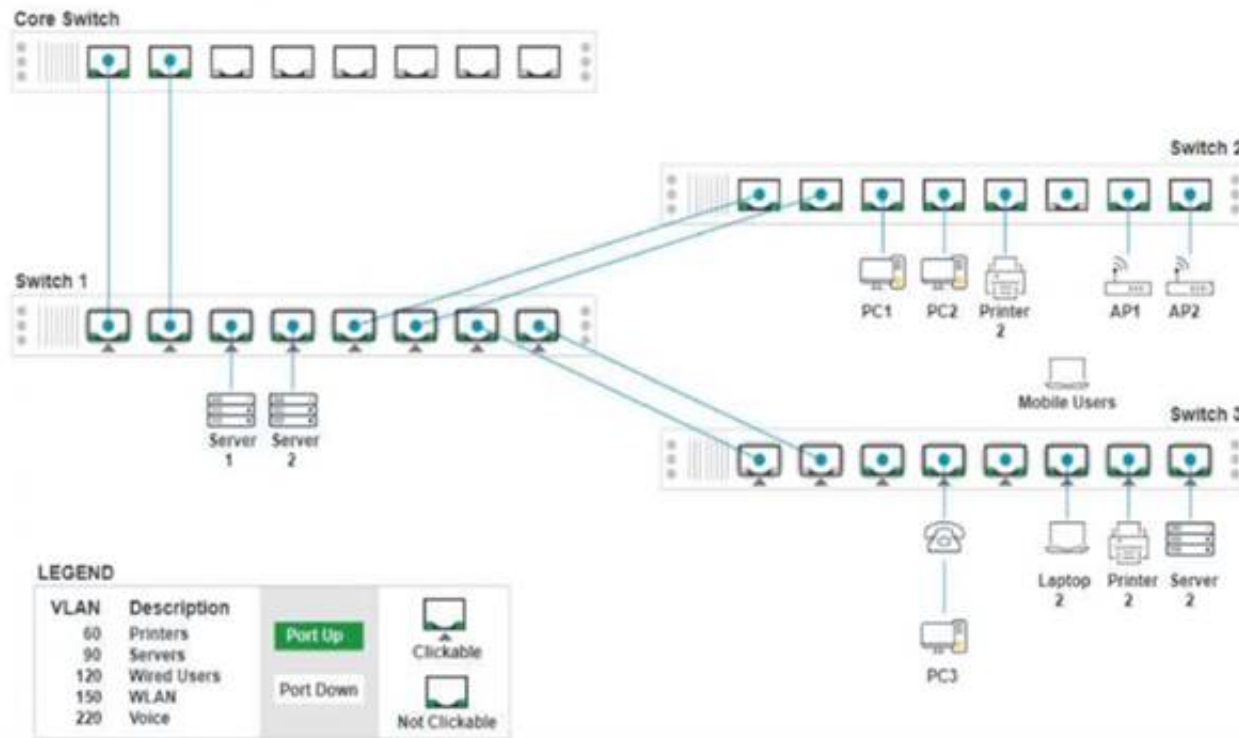 Core Switch
Switch 2
PC1 PC2 Printer 2 AP1 AP2
Switch 1
Server 1 Server 2
Mobile Users
Switch 3
Laptop 2 Printer 2 Server 2
PC3
LEGEND
VLAN Description
60 Printers
90 Servers
120 Wired Users
150 WLAN
220 Voice
Port Up
Port Down
Clickable
Not Clickable